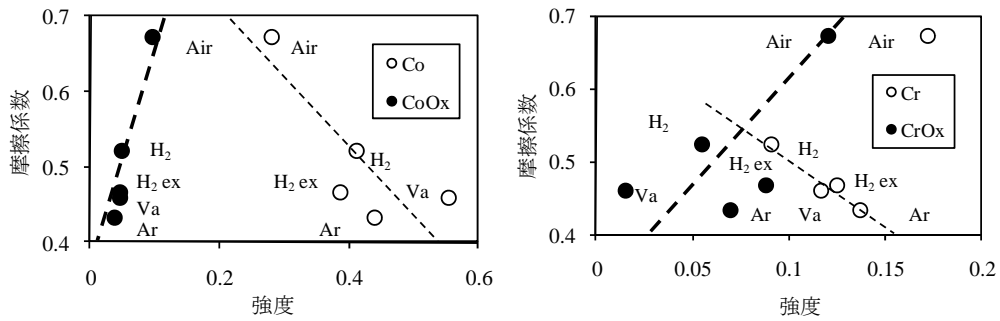 0.7
0.6
0.5
0.4
摩擦係数
0
0.2
0.4
0.6
強度
Air
Air
Co
CoOx
H₂
H₂
H₂ ex
H₂ ex
Va
Va
Ar
Ar
0.7
0.6
0.5
0.4
摩擦係数
0
0.05
0.1
0.15
0.2
強度
Air
Air
Cr
CrOx
H₂
H₂
H₂ ex
H₂ ex
Va
Va
Ar
Ar